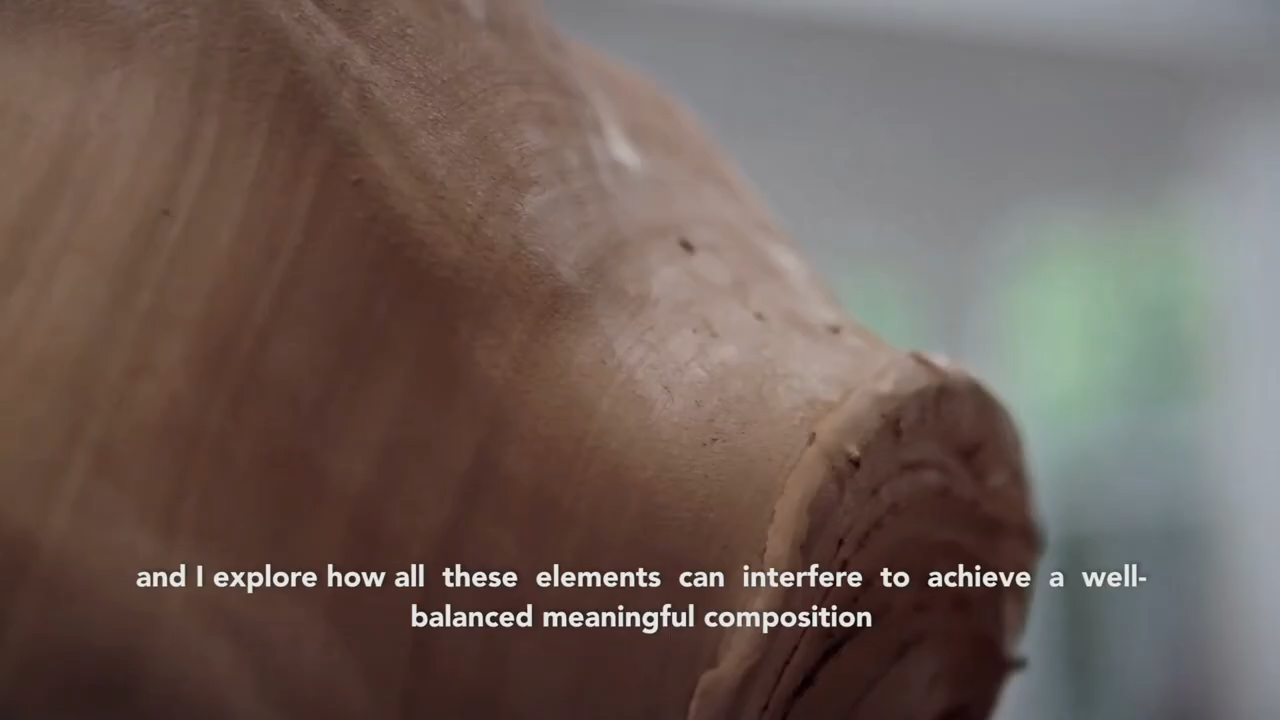 and I explore how all these elements can interfere to achieve a well-
balanced meaningful composition